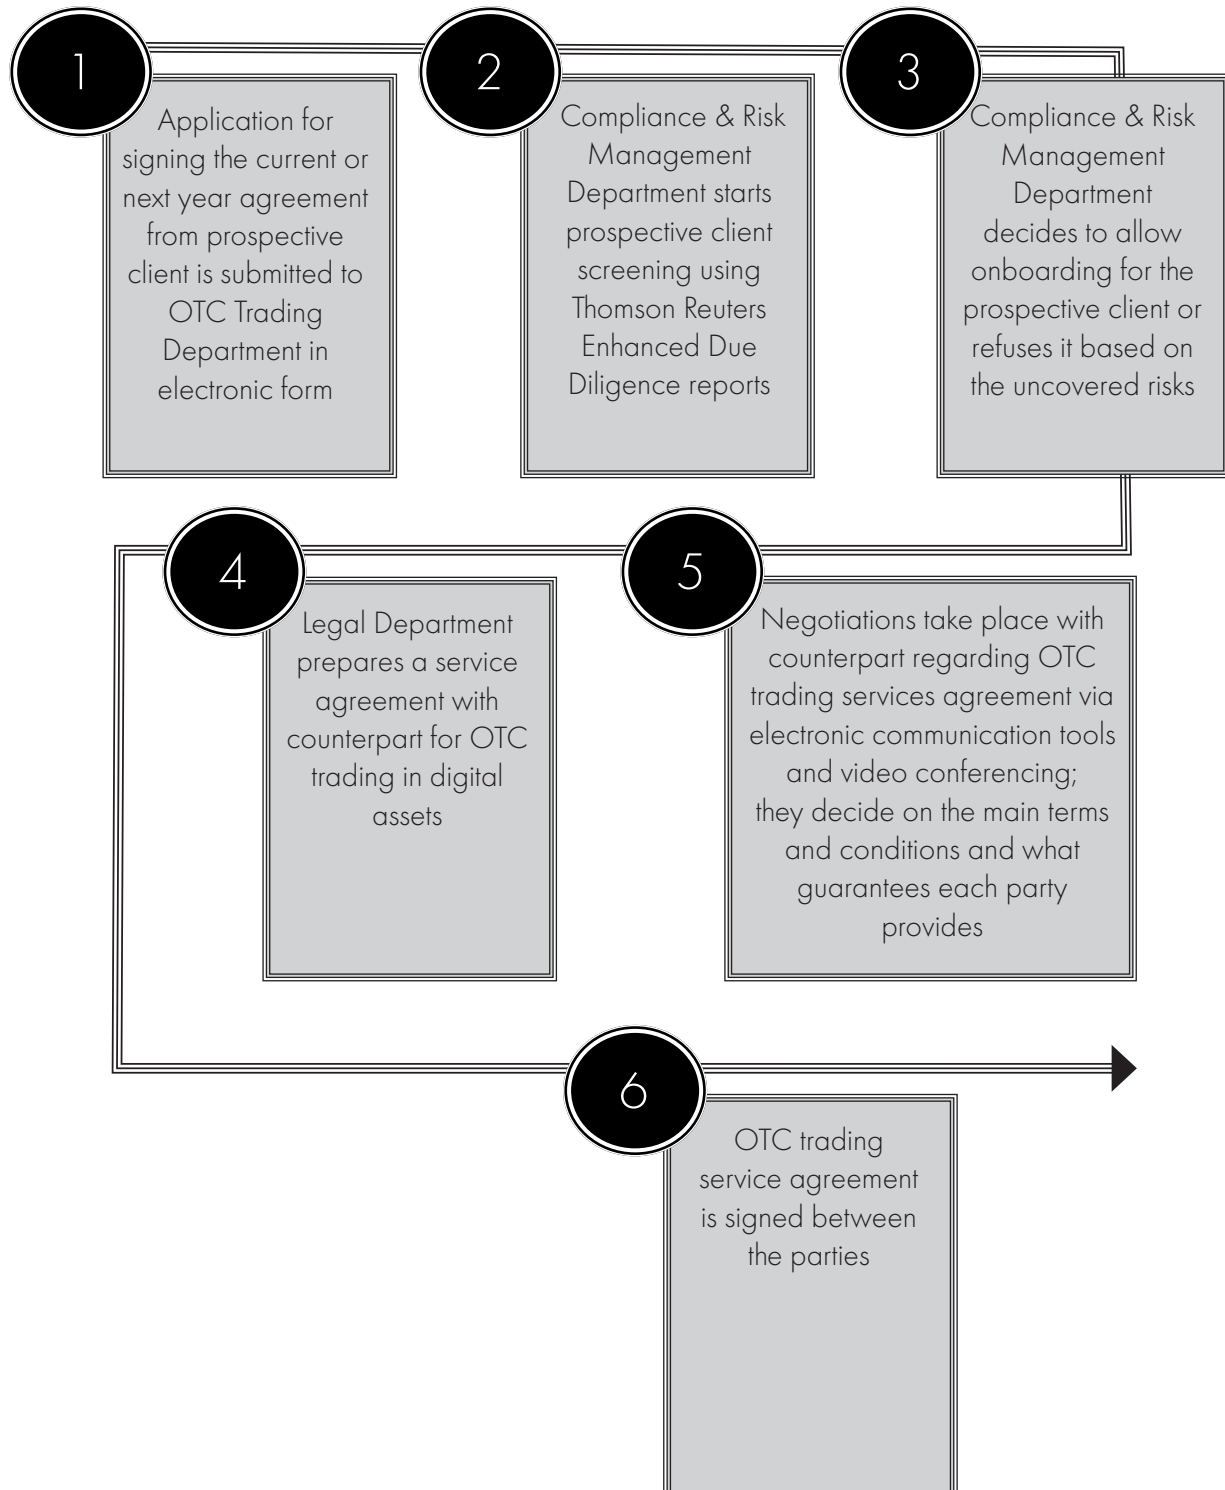 1
Application for
signing the current or
next year agreement
from prospective
client is submitted to
OTC Trading
Department in
electronic form
2
Compliance & Risk
Management
Department starts
prospective client
screening using
Thomson Reuters
Enhanced Due
Diligence reports
3
Compliance & Risk
Management
Department
decides to allow
onboarding for the
prospective client or
refuses it based on
the uncovered risks
4
Legal Department
prepares a service
agreement with
counterpart for OTC
trading in digital
assets
5
Negotiations take place with
counterpart regarding OTC
trading services agreement via
electronic communication tools
and video conferencing;
they decide on the main terms
and conditions and what
guarantees each party
provides
6
OTC trading
service agreement
is signed between
the parties